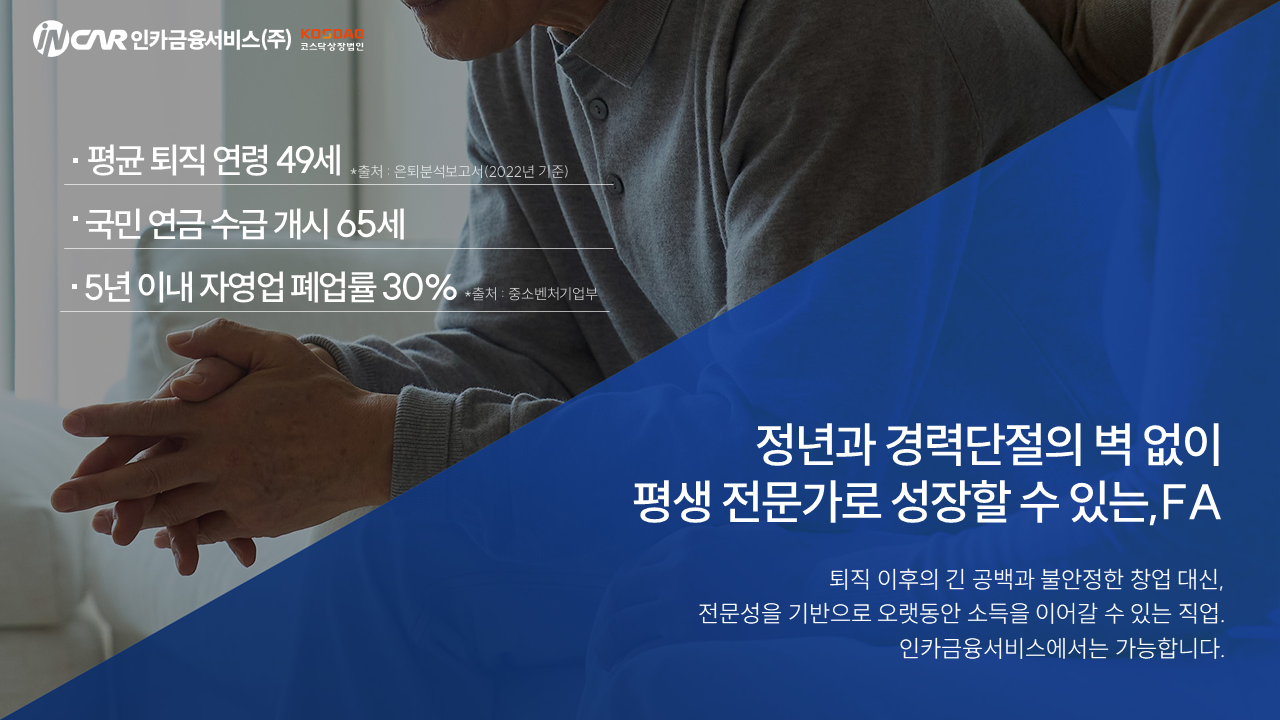 iNCAR 인카금융서비스(주) KOSDAQ
코스닥상장법인
· 평균 퇴직 연령 49세 *출처 : 은퇴분석보고서(2022년 기준)
· 국민 연금 수급 개시 65세
· 5년 이내 자영업 폐업률 30% *출처 : 중소벤처기업부
정년과 경력단절의 벽 없이
평생 전문가로 성장할 수 있는,FA
퇴직 이후의 긴 공백과 불안정한 창업 대신,
전문성을 기반으로 오랫동안 소득을 이어갈 수 있는 직업.
인카금융서비스에서는 가능합니다.